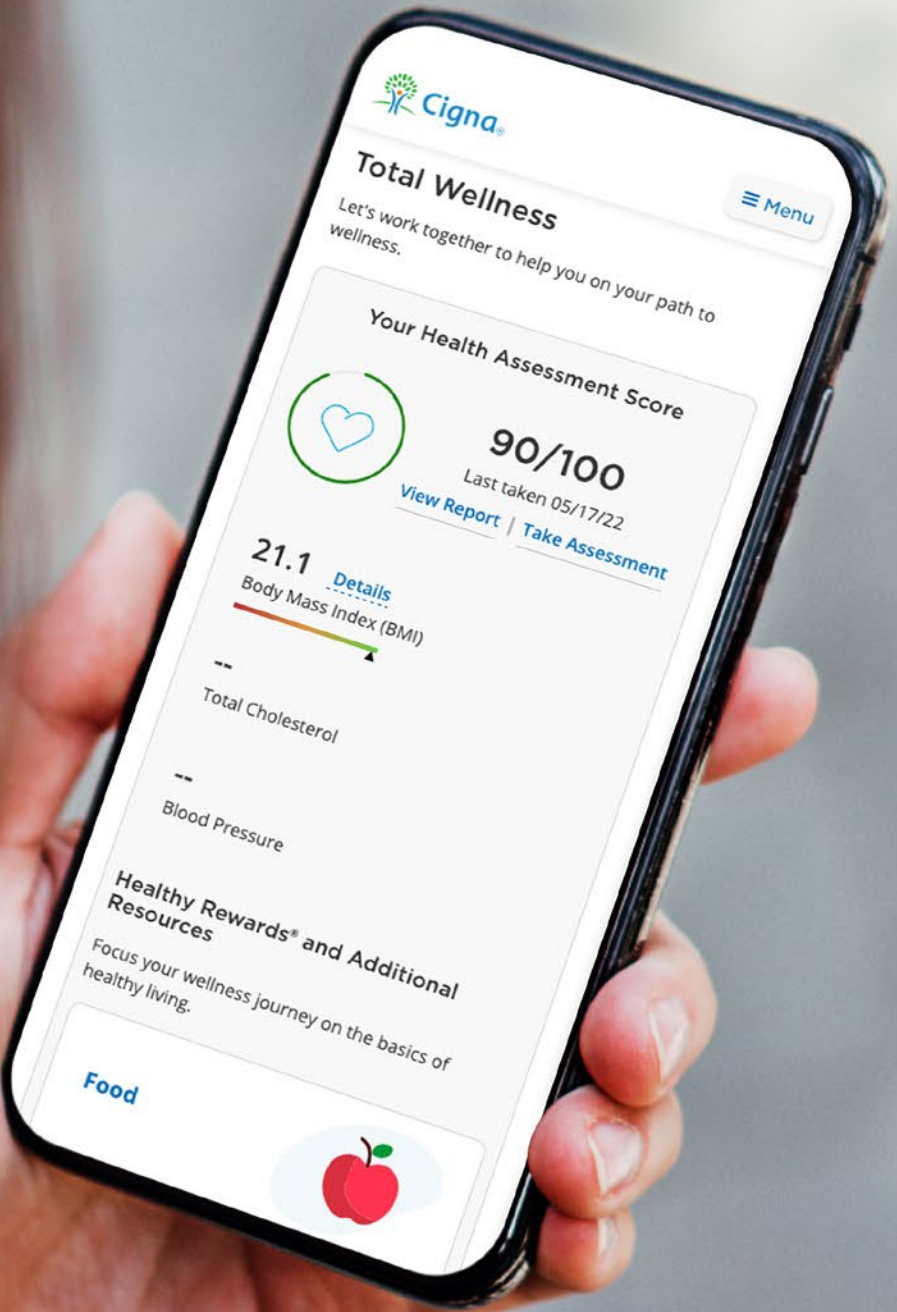 Cigna®
☰ Menu
Total Wellness
Let's work together to help you on your path to
wellness.
Your Health Assessment Score
90/100
Last taken 05/17/22
View Report | Take Assessment
21.1 Details
Body Mass Index (BMI)
--
Total Cholesterol
--
Blood Pressure
Healthy Rewards® and Additional
Resources
Focus your wellness journey on the basics of
healthy living.
Food